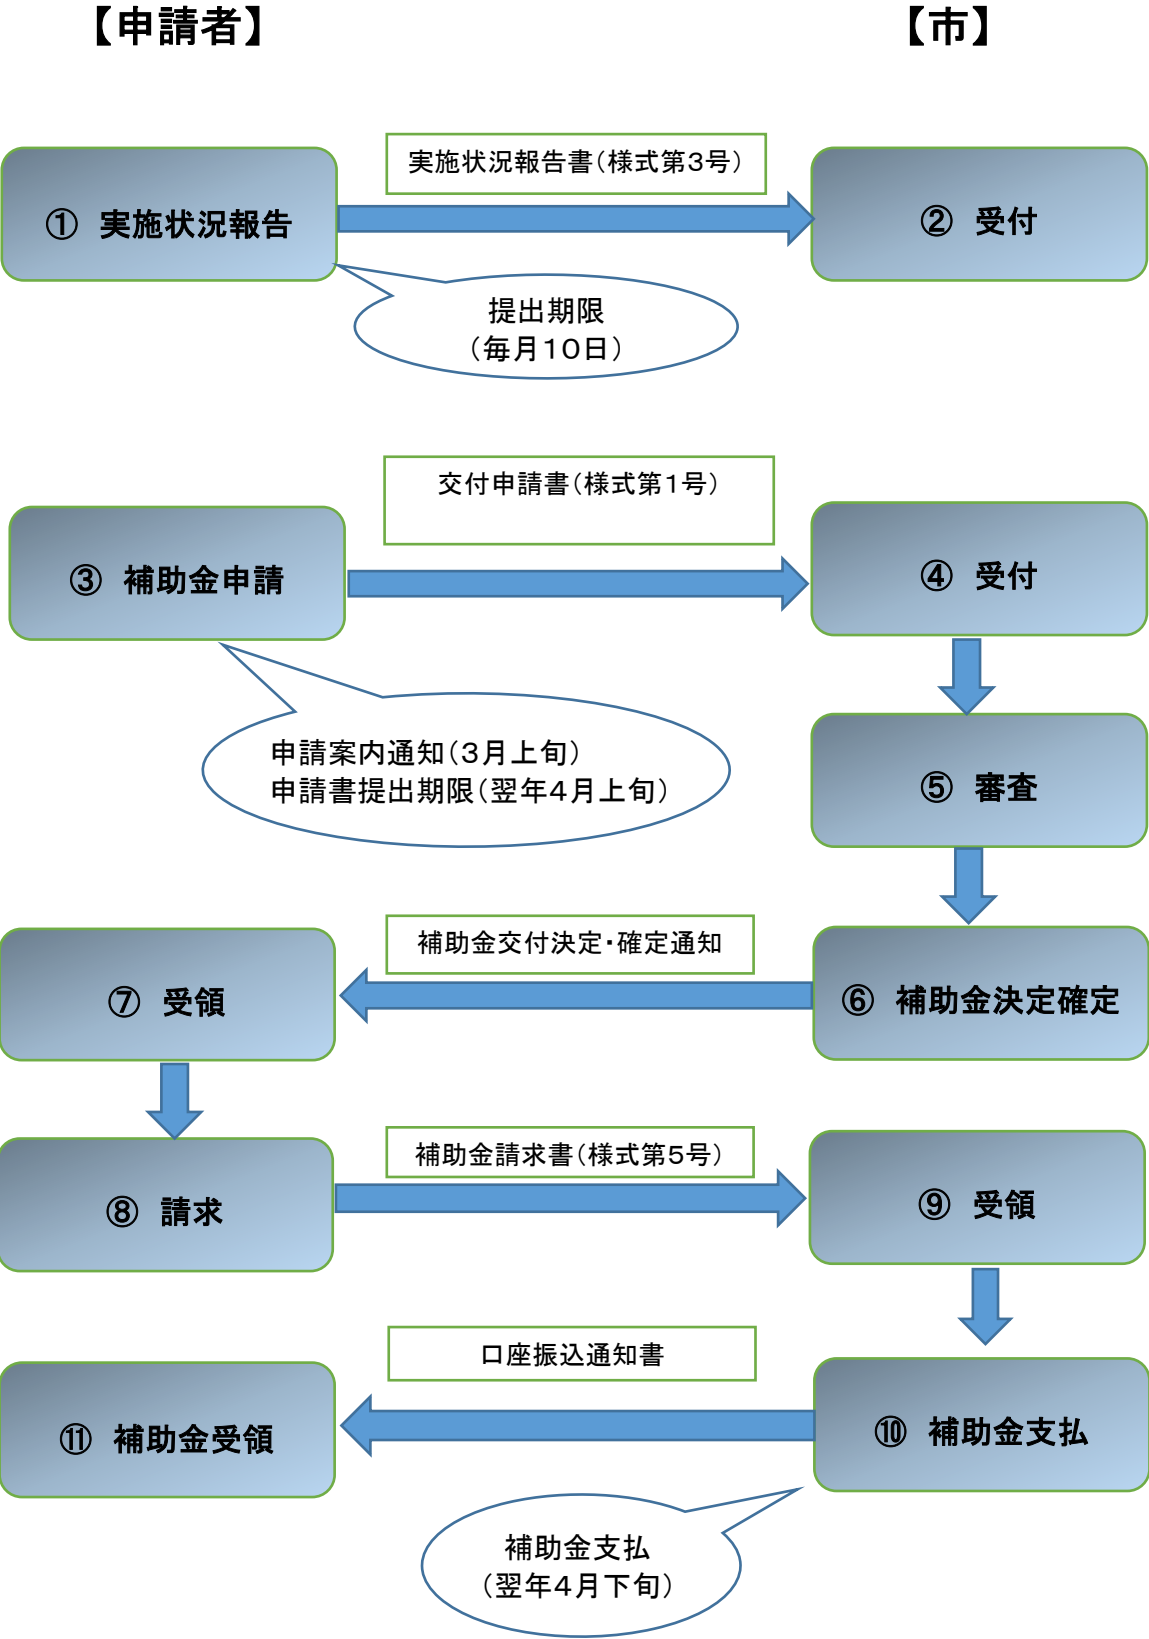 【申請者】
【市】
実施状況報告書(様式第3号)
① 実施状況報告
② 受付
提出期限
(毎月10日)
交付申請書(様式第1号)
③ 補助金申請
④ 受付
申請案内通知(3月上旬)
申請書提出期限(翌年4月上旬)
⑤ 審査
補助金交付決定・確定通知
⑦ 受領
⑥ 補助金決定確定
補助金請求書(様式第5号)
⑧ 請求
⑨ 受領
口座振込通知書
⑪ 補助金受領
⑩ 補助金支払
補助金支払
(翌年4月下旬)